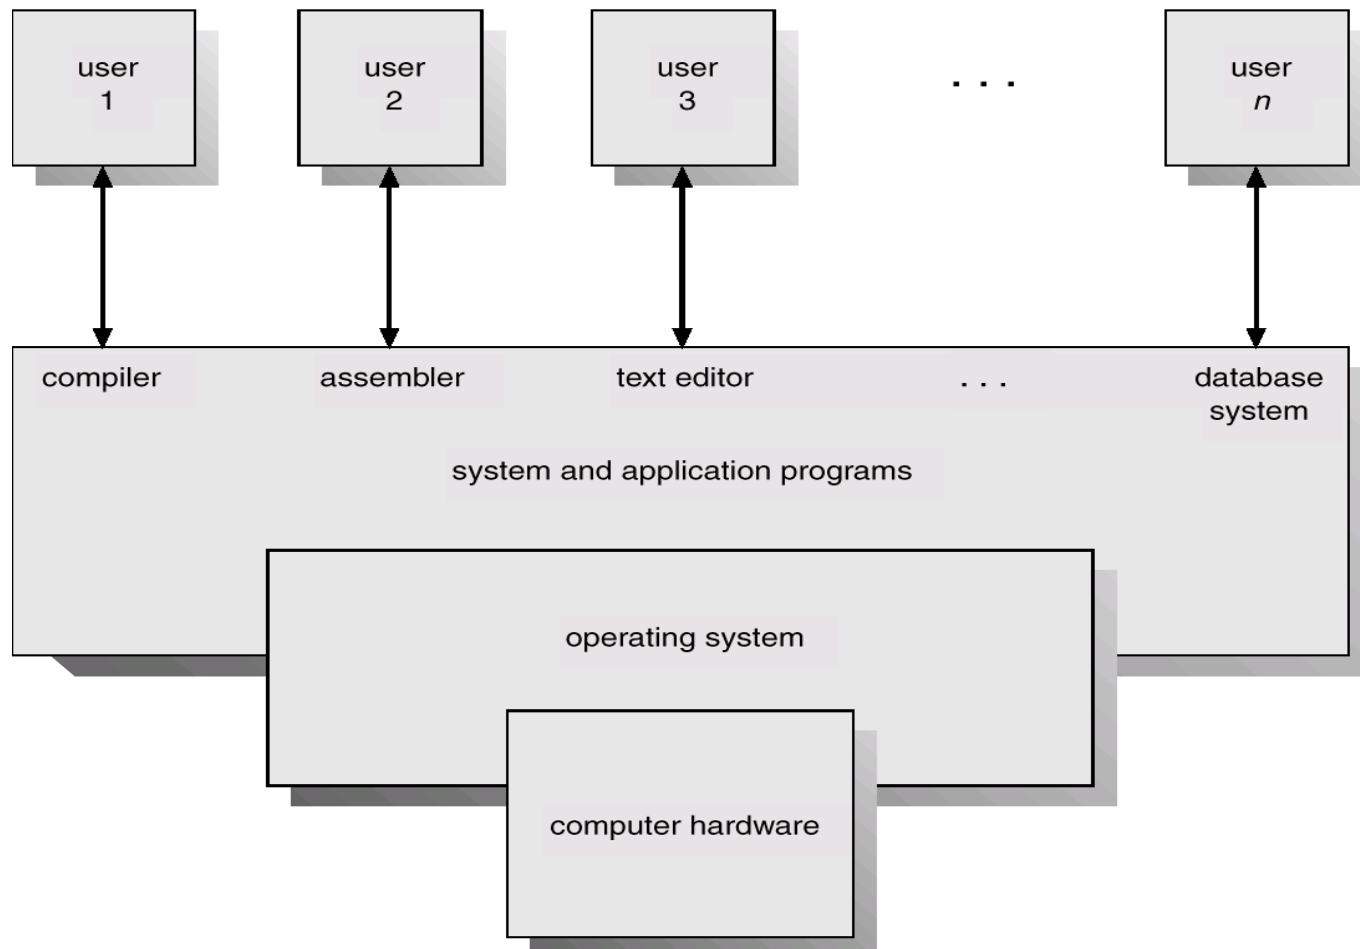 user
1
user
2
user
3
. . .
user
n
compiler
assembler
text editor
. . .
database
system
system and application programs
operating system
computer hardware